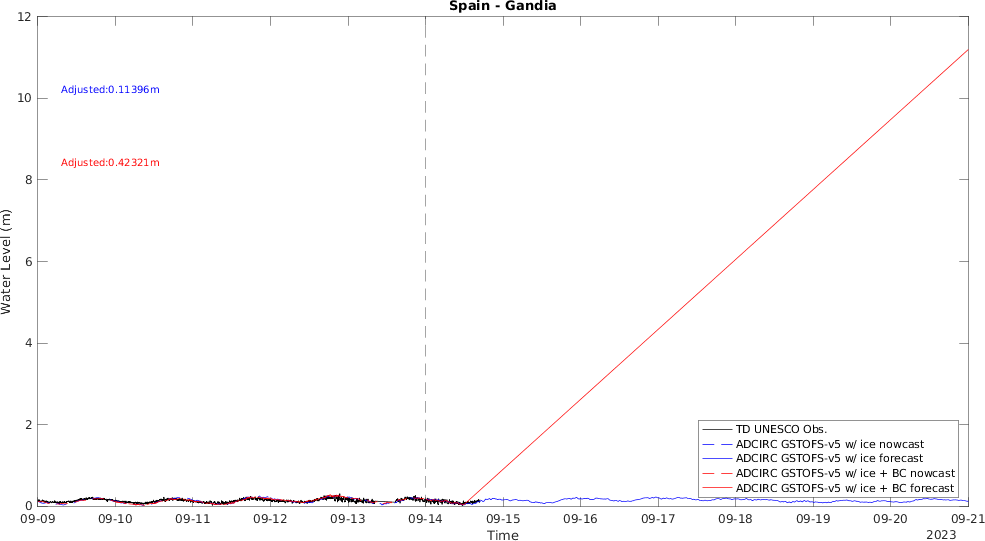 Spain - Gandia
12
10
8
6
4
2
0
Water Level (m)
Adjusted:0.11396m
Adjusted:0.42321m
TD UNESCO Obs.
ADCIRC GSTOFS-v5 w/ ice nowcast
ADCIRC GSTOFS-v5 w/ ice forecast
ADCIRC GSTOFS-v5 w/ ice + BC nowcast
ADCIRC GSTOFS-v5 w/ ice + BC forecast
09-09 09-10 09-11 09-12 09-13 09-14 09-15 09-16 09-17 09-18 09-19 09-20 09-21
Time
2023